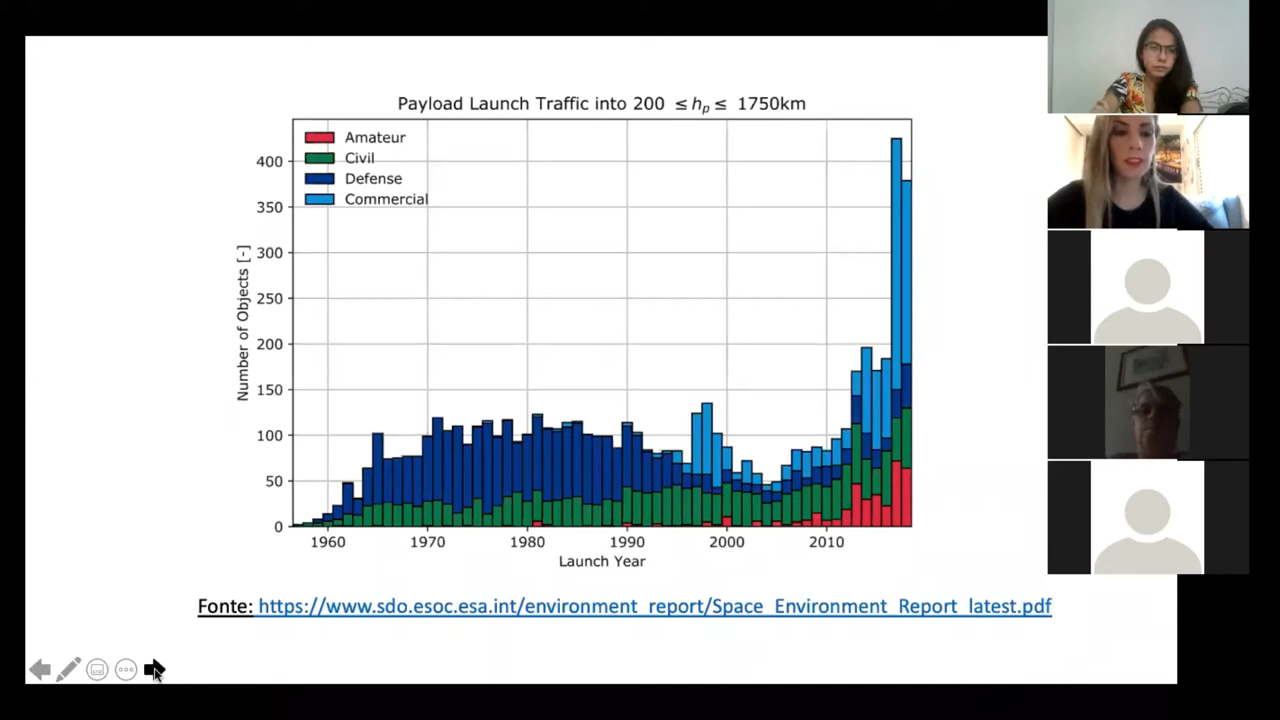 Payload Launch Traffic into 200 ≤ hp ≤ 1750km
Amateur
Civil
Defense
Commercial
Number of Objects [-]
400
350
300
250
200
150
100
50
0
1960 1970 1980 1990 2000 2010
Launch Year
Fonte: https://www.sdo.esoc.esa.int/environment_report/Space_Environment_Report_latest.pdf